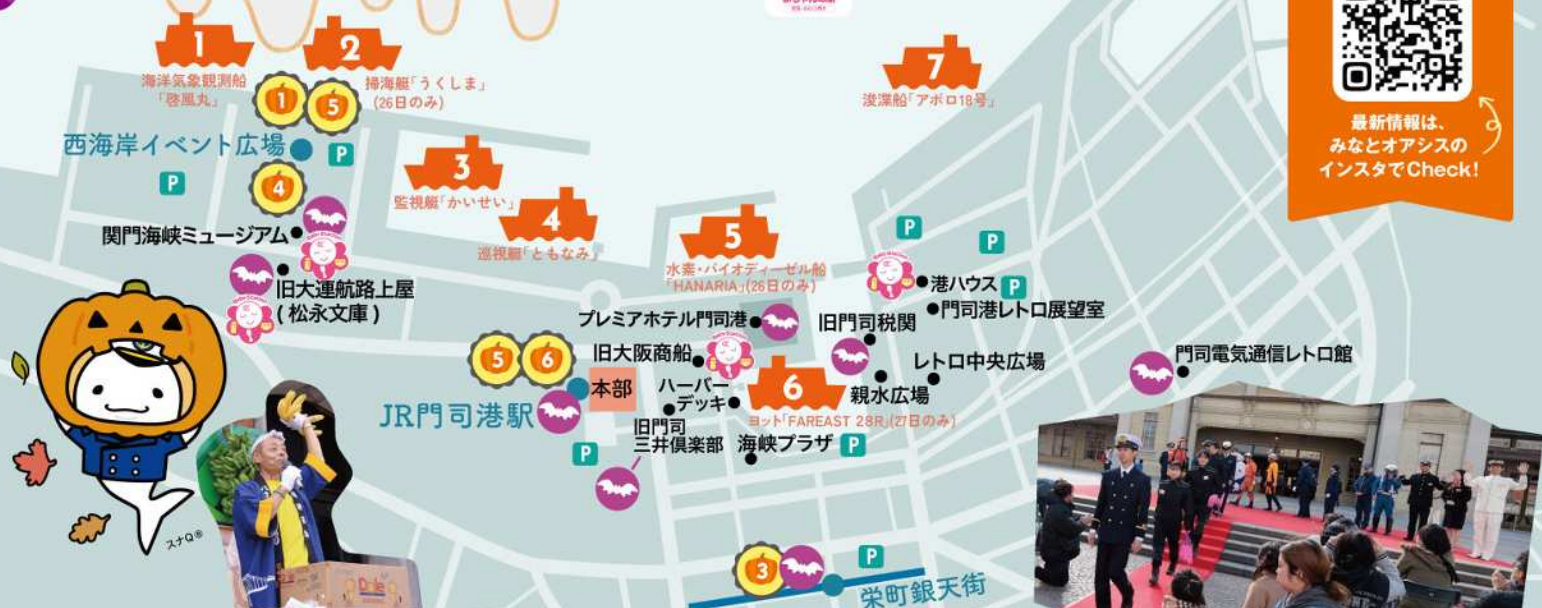 1
海洋気象観測船
「啓風丸」
2
掃海艇「うくしま」
(26日のみ)
1
5
西海岸イベント広場
P
P
4
3
監視艇「かいせい」
4
巡視艇「ともなみ」
5
水素・バイオディーゼル船
「HANARIA」(26日のみ)
7
浚渫船「アポロ18号」
最新情報は、
みなとオアシスの
インスタでCheck!
関門海峡ミュージアム
旧大連航路上屋
(松永文庫)
P
P
港ハウス
P
門司港レトロ展望室
プレミアホテル門司港
旧門司税関
5
6
旧大阪商船
本部
JR門司港駅
ハーバー
デッキ
6
ヨット「FAREAST 28R」(27日のみ)
親水広場
レトロ中央広場
門司電気通信レトロ館
旧門司
三井倶楽部
海峡プラザ
P
P
スナQ®
Dole
3
P
栄町銀天街